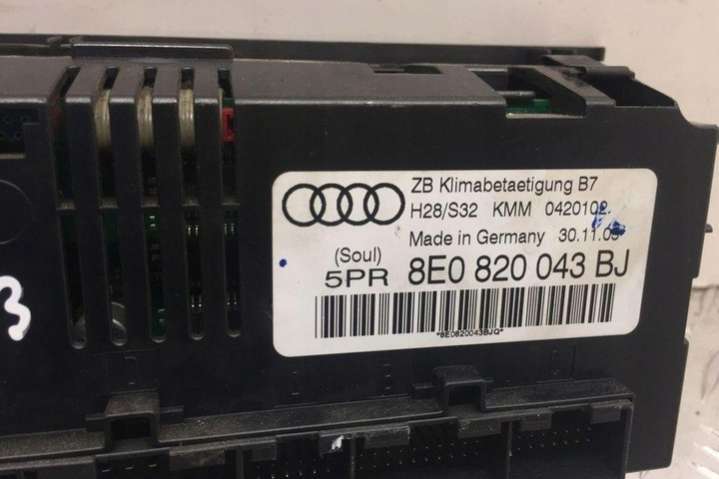 ZB Klimabetaetigung B7
H28/S32 KMM 0420102
Made in Germany 30.11.05
(Soul)
5PR 8E0 820 043 BJ
*8E0820043BJQ*
3